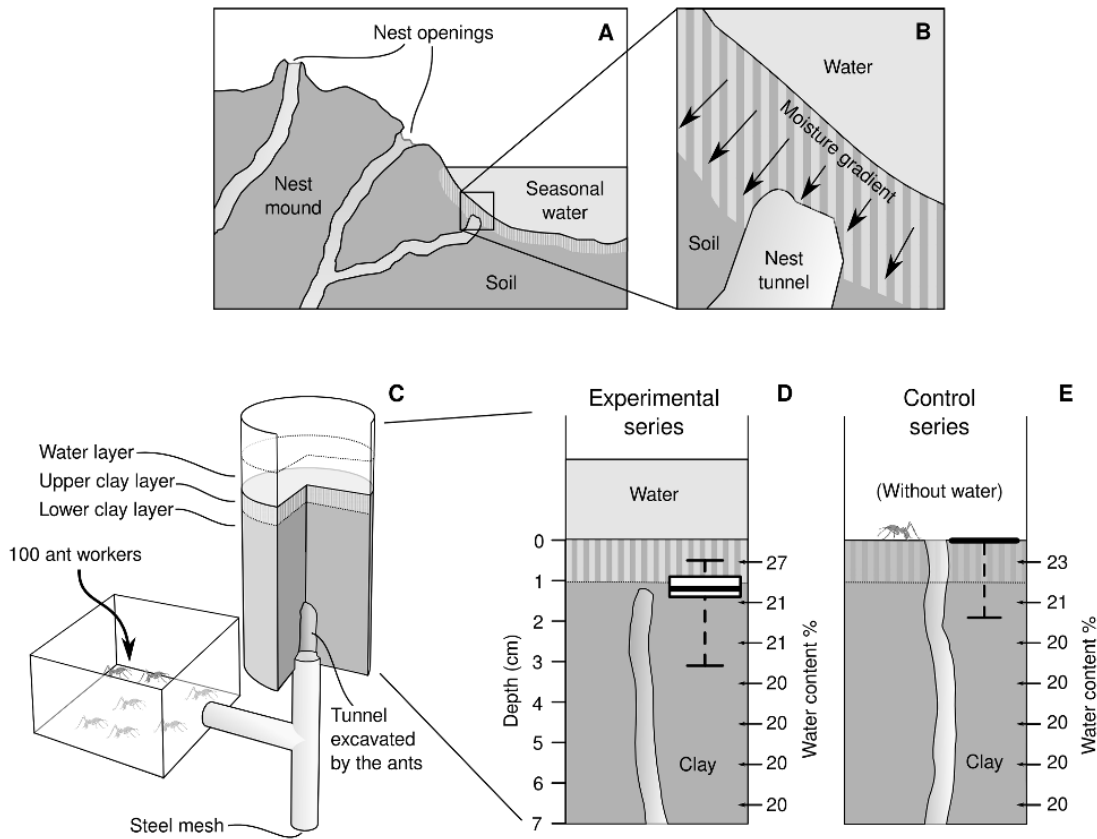 Nest openings
A
Nest
mound
Seasonal
water
Soil
B
Water
Moisture gradient
Soil
Nest
tunnel
C
Water layer
Upper clay layer
Lower clay layer
100 ant workers
Tunnel
excavated
by the ants
Steel mesh
Experimental
series
D
Water
0
1
2
3
4
5
6
7
Depth (cm)
27
21
21
20
20
20
20
Water content %
Clay
Control
series
E
(Without water)
23
21
20
20
20
20
20
Water content %
Clay